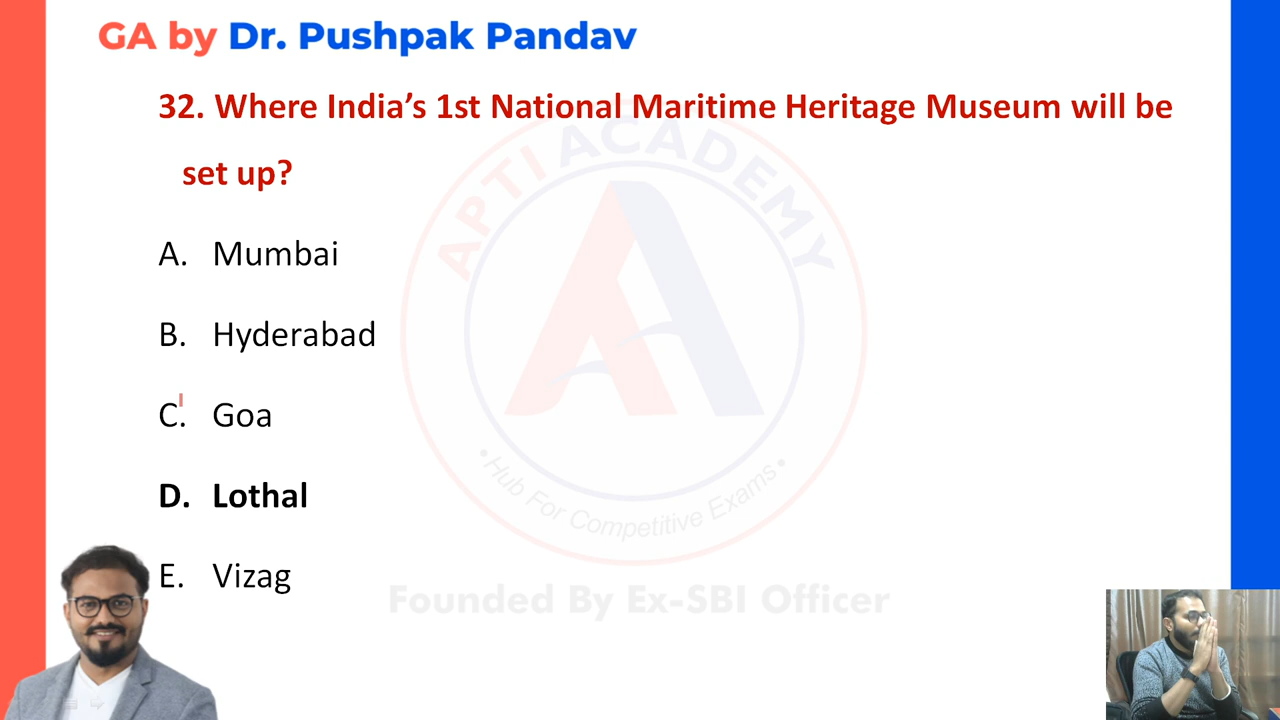 GA by Dr. Pushpak Pandav
32. Where India’s 1st National Maritime Heritage Museum will be
set up?
A. Mumbai
B. Hyderabad
C. Goa
D. Lothal
E. Vizag
APTI ACADEMY
•Hub For Competitive Exams•
Founded By Ex-SBI Officer